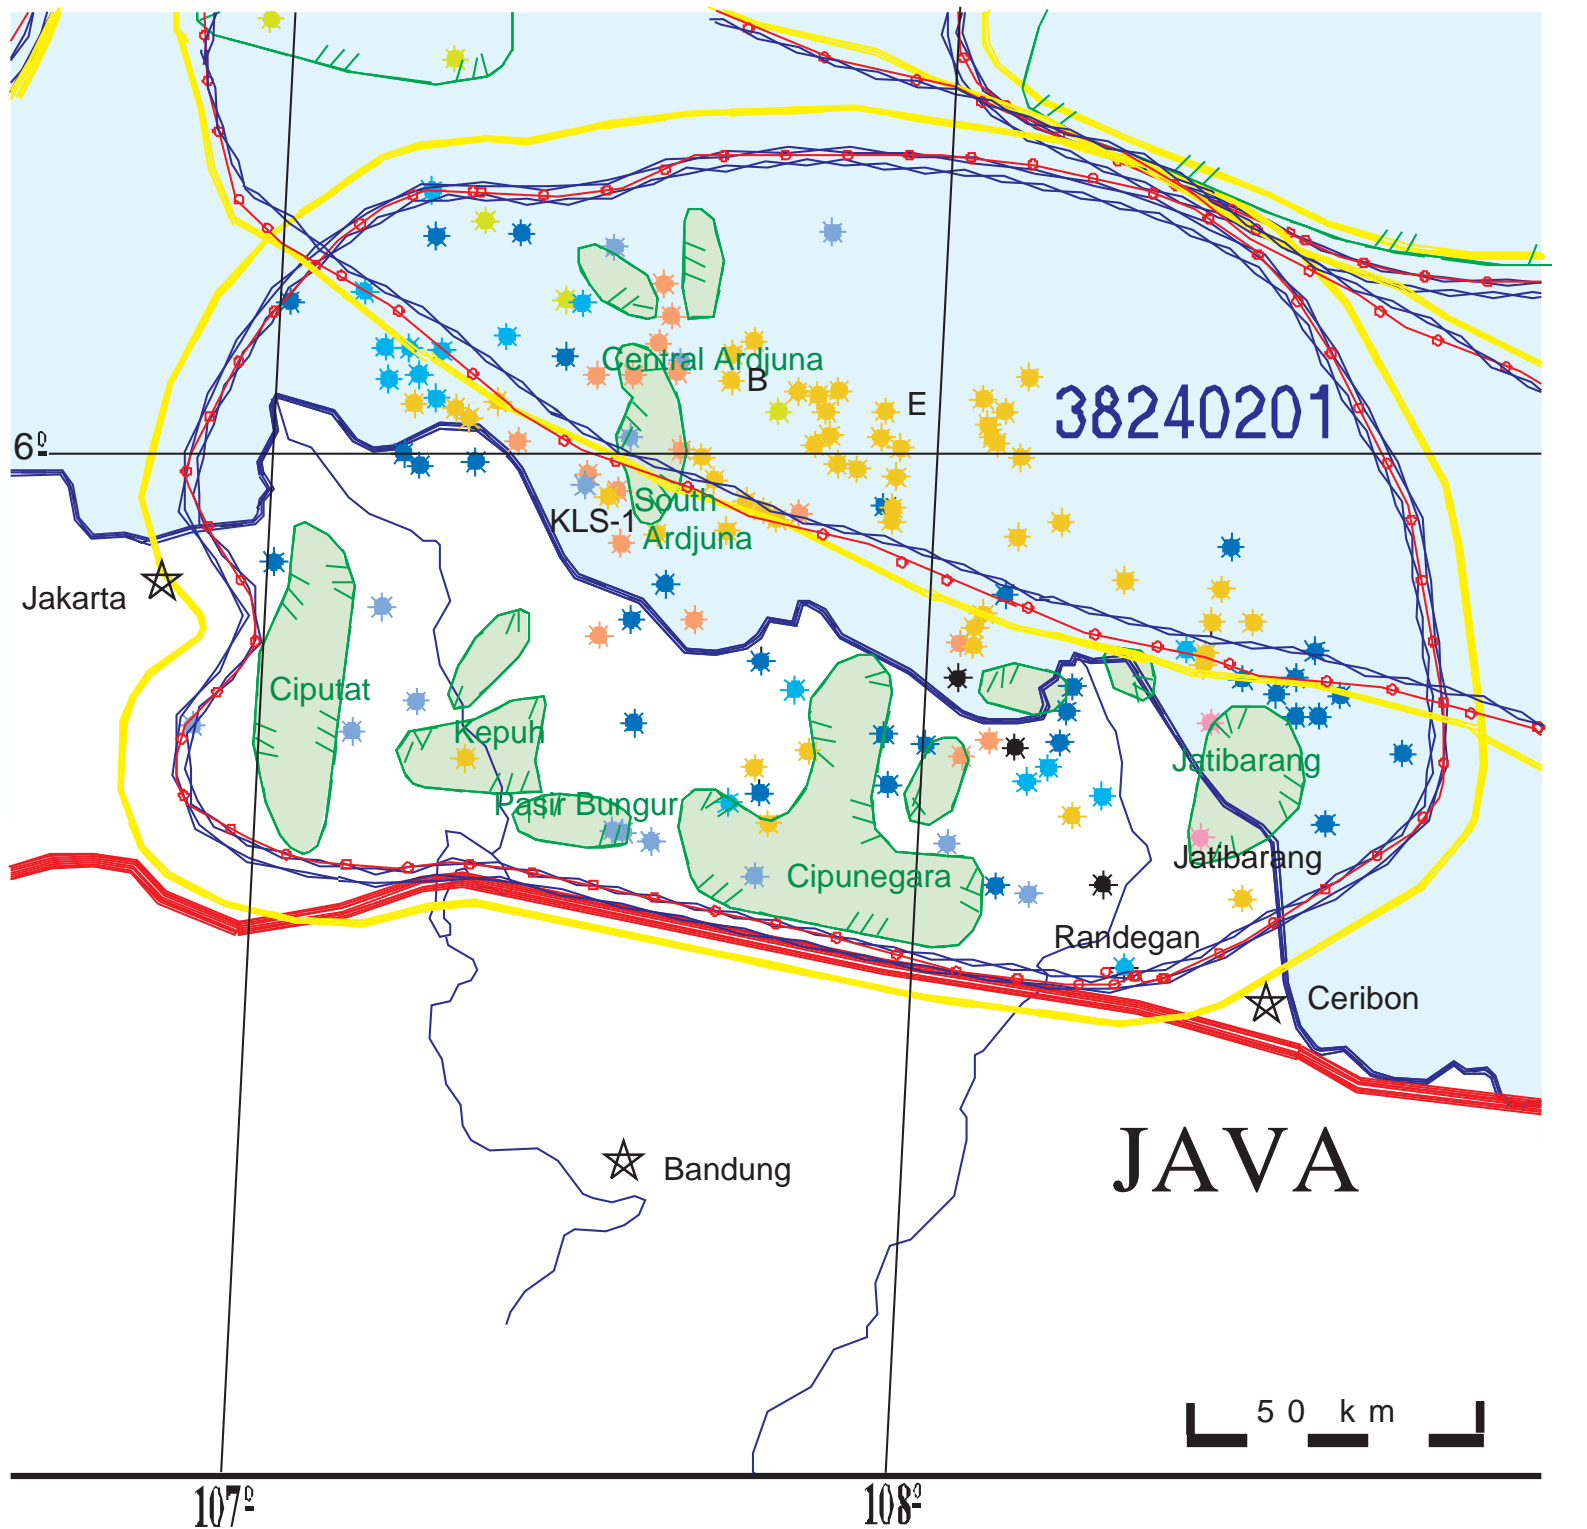 Central Ardjuna
B
E
38240201
6º
South
Ardjuna
KLS-1
Jakarta
Ciputat
Kepuh
Jatibarang
Pasir Bungur
Jatibarang
Cipunegara
Randegan
Ceribon
JAVA
Bandung
50 km
107º
108º